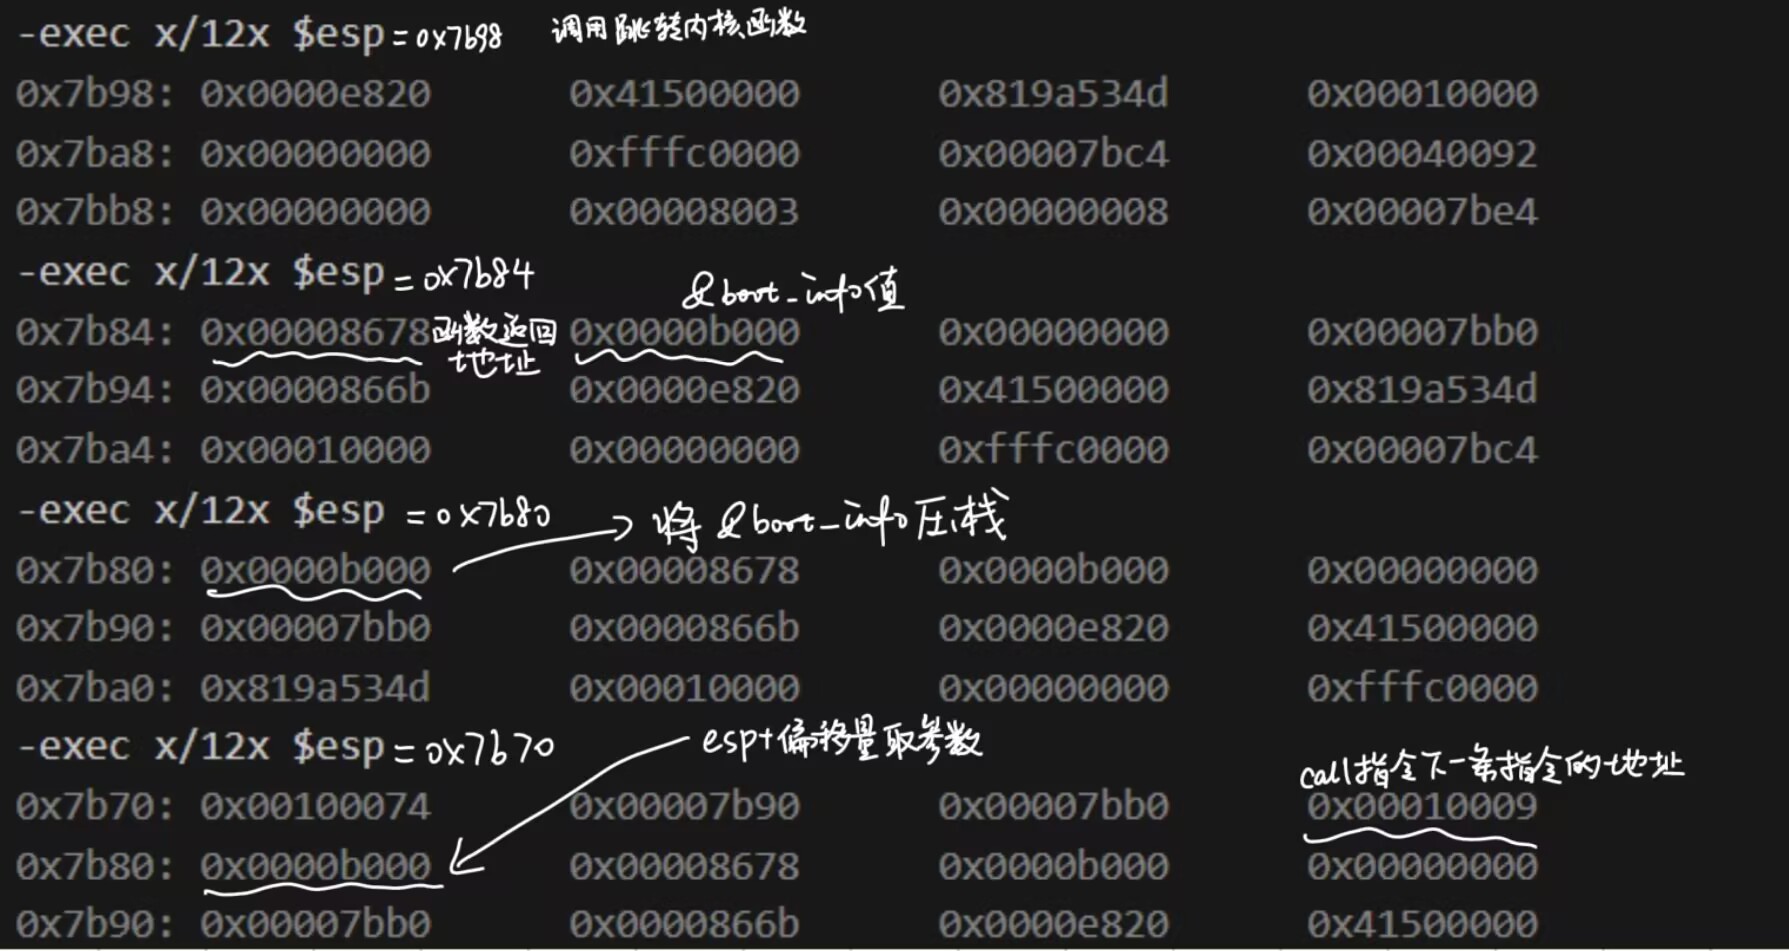 -exec x/12x $esp =0x7b98 调用跳转内核函数
0x7b98: 0x0000e820 0x41500000 0x819a534d 0x00010000
0x7ba8: 0x00000000 0xfffc0000 0x00007bc4 0x00040092
0x7bb8: 0x00000000 0x00008003 0x00000008 0x00007be4
-exec x/12x $esp =0x7b84 &boot_info值
0x7b84: 0x00008678 函数返回地址 0x0000b000 0x00000000 0x00007bb0
0x7b94: 0x0000866b 0x0000e820 0x41500000 0x819a534d
0x7ba4: 0x00010000 0x00000000 0xfffc0000 0x00007bc4
-exec x/12x $esp =0x7b80 将&boot_info压栈
0x7b80: 0x0000b000 0x00008678 0x0000b000 0x00000000
0x7b90: 0x00007bb0 0x0000866b 0x0000e820 0x41500000
0x7ba0: 0x819a534d 0x00010000 0x00000000 0xfffc0000
-exec x/12x $esp =0x7b70 esp+偏移量取参数
call指令下一条指令的地址
0x7b70: 0x00100074 0x00007b90 0x00007bb0 0x00010009
0x7b80: 0x0000b000 0x00008678 0x0000b000 0x00000000
0x7b90: 0x00007bb0 0x0000866b 0x0000e820 0x41500000